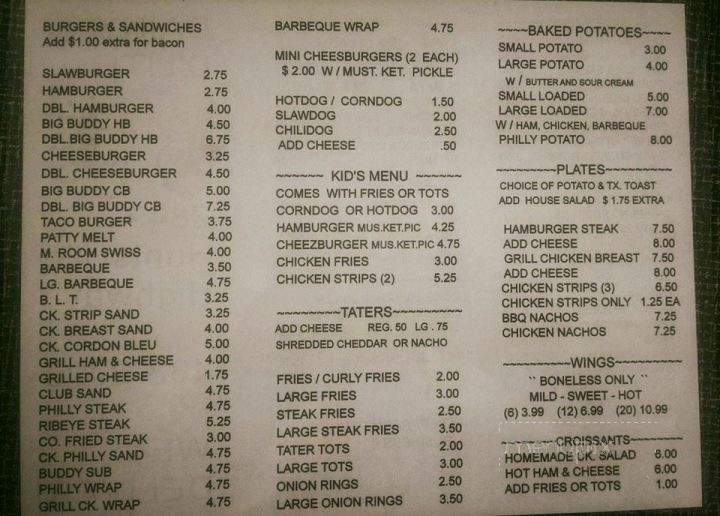 BURGERS & SANDWICHES
Add $1.00 extra for bacon
SLAWBURGER 2.75
HAMBURGER 2.75
DBL. HAMBURGER 4.00
BIG BUDDY HB 4.50
DBL.BIG BUDDY HB 6.75
CHEESEBURGER 3.25
DBL. CHEESEBURGER 4.50
BIG BUDDY CB 5.00
DBL. BIG BUDDY CB 7.25
TACO BURGER 3.75
PATTY MELT 4.00
M. ROOM SWISS 4.00
BARBEQUE 3.50
LG. BARBEQUE 4.75
B. L. T. 3.25
CK. STRIP SAND 3.25
CK. BREAST SAND 4.00
CK. CORDON BLEU 5.00
GRILL HAM & CHEESE 4.00
GRILLED CHEESE 1.75
CLUB SAND 4.75
PHILLY STEAK 4.75
RIBEYE STEAK 5.25
CO. FRIED STEAK 3.00
CK. PHILLY SAND 4.75
BUDDY SUB 4.75
PHILLY WRAP 4.75
GRILL CK. WRAP 4.75
BARBEQUE WRAP 4.75
MINI CHEESBURGERS (2 EACH)
$ 2.00 W / MUST. KET. PICKLE
HOTDOG / CORNDOG 1.50
SLAWDOG 2.00
CHILIDOG 2.50
ADD CHEESE .50
~~~~~~ KID'S MENU ~~~~~~
COMES WITH FRIES OR TOTS
CORNDOG OR HOTDOG 3.00
HAMBURGER MUS.KET.PIC 4.25
CHEEZBURGER MUS.KET.PIC 4.75
CHICKEN FRIES 3.00
CHICKEN STRIPS (2) 5.25
~~~~~~~~TATERS~~~~~~~~~
ADD CHEESE REG. 50 LG . 75
SHREDDED CHEDDAR OR NACHO
FRIES / CURLY FRIES 2.00
LARGE FRIES 3.00
STEAK FRIES 2.50
LARGE STEAK FRIES 3.50
TATER TOTS 2.00
LARGE TOTS 3.00
ONION RINGS 2.50
LARGE ONION RINGS 3.50
~~~~BAKED POTATOES~~~~
SMALL POTATO 3.00
LARGE POTATO 4.00
W / BUTTER AND SOUR CREAM
SMALL LOADED 5.00
LARGE LOADED 7.00
W / HAM, CHICKEN, BARBEQUE
PHILLY POTATO 8.00
~~~~~~~~PLATES~~~~~~~~~
CHOICE OF POTATO & TX. TOAST
ADD HOUSE SALAD $ 1.75 EXTRA
HAMBURGER STEAK 7.50
ADD CHEESE 8.00
GRILL CHICKEN BREAST 7.50
ADD CHEESE 8.00
CHICKEN STRIPS (3) 6.50
CHICKEN STRIPS ONLY 1.25 EA
BBQ NACHOS 7.25
CHICKEN NACHOS 7.25
~~~~~~~~~WINGS~~~~~~~~~
`` BONELESS ONLY ``
MILD - SWEET - HOT
(6) 3.99 (12) 6.99 (20) 10.99
~~~~~~~CROISSANTS~~~~~~~
HOMEMADE CK. SALAD 6.00
HOT HAM & CHEESE 6.00
ADD FRIES OR TOTS 1.00